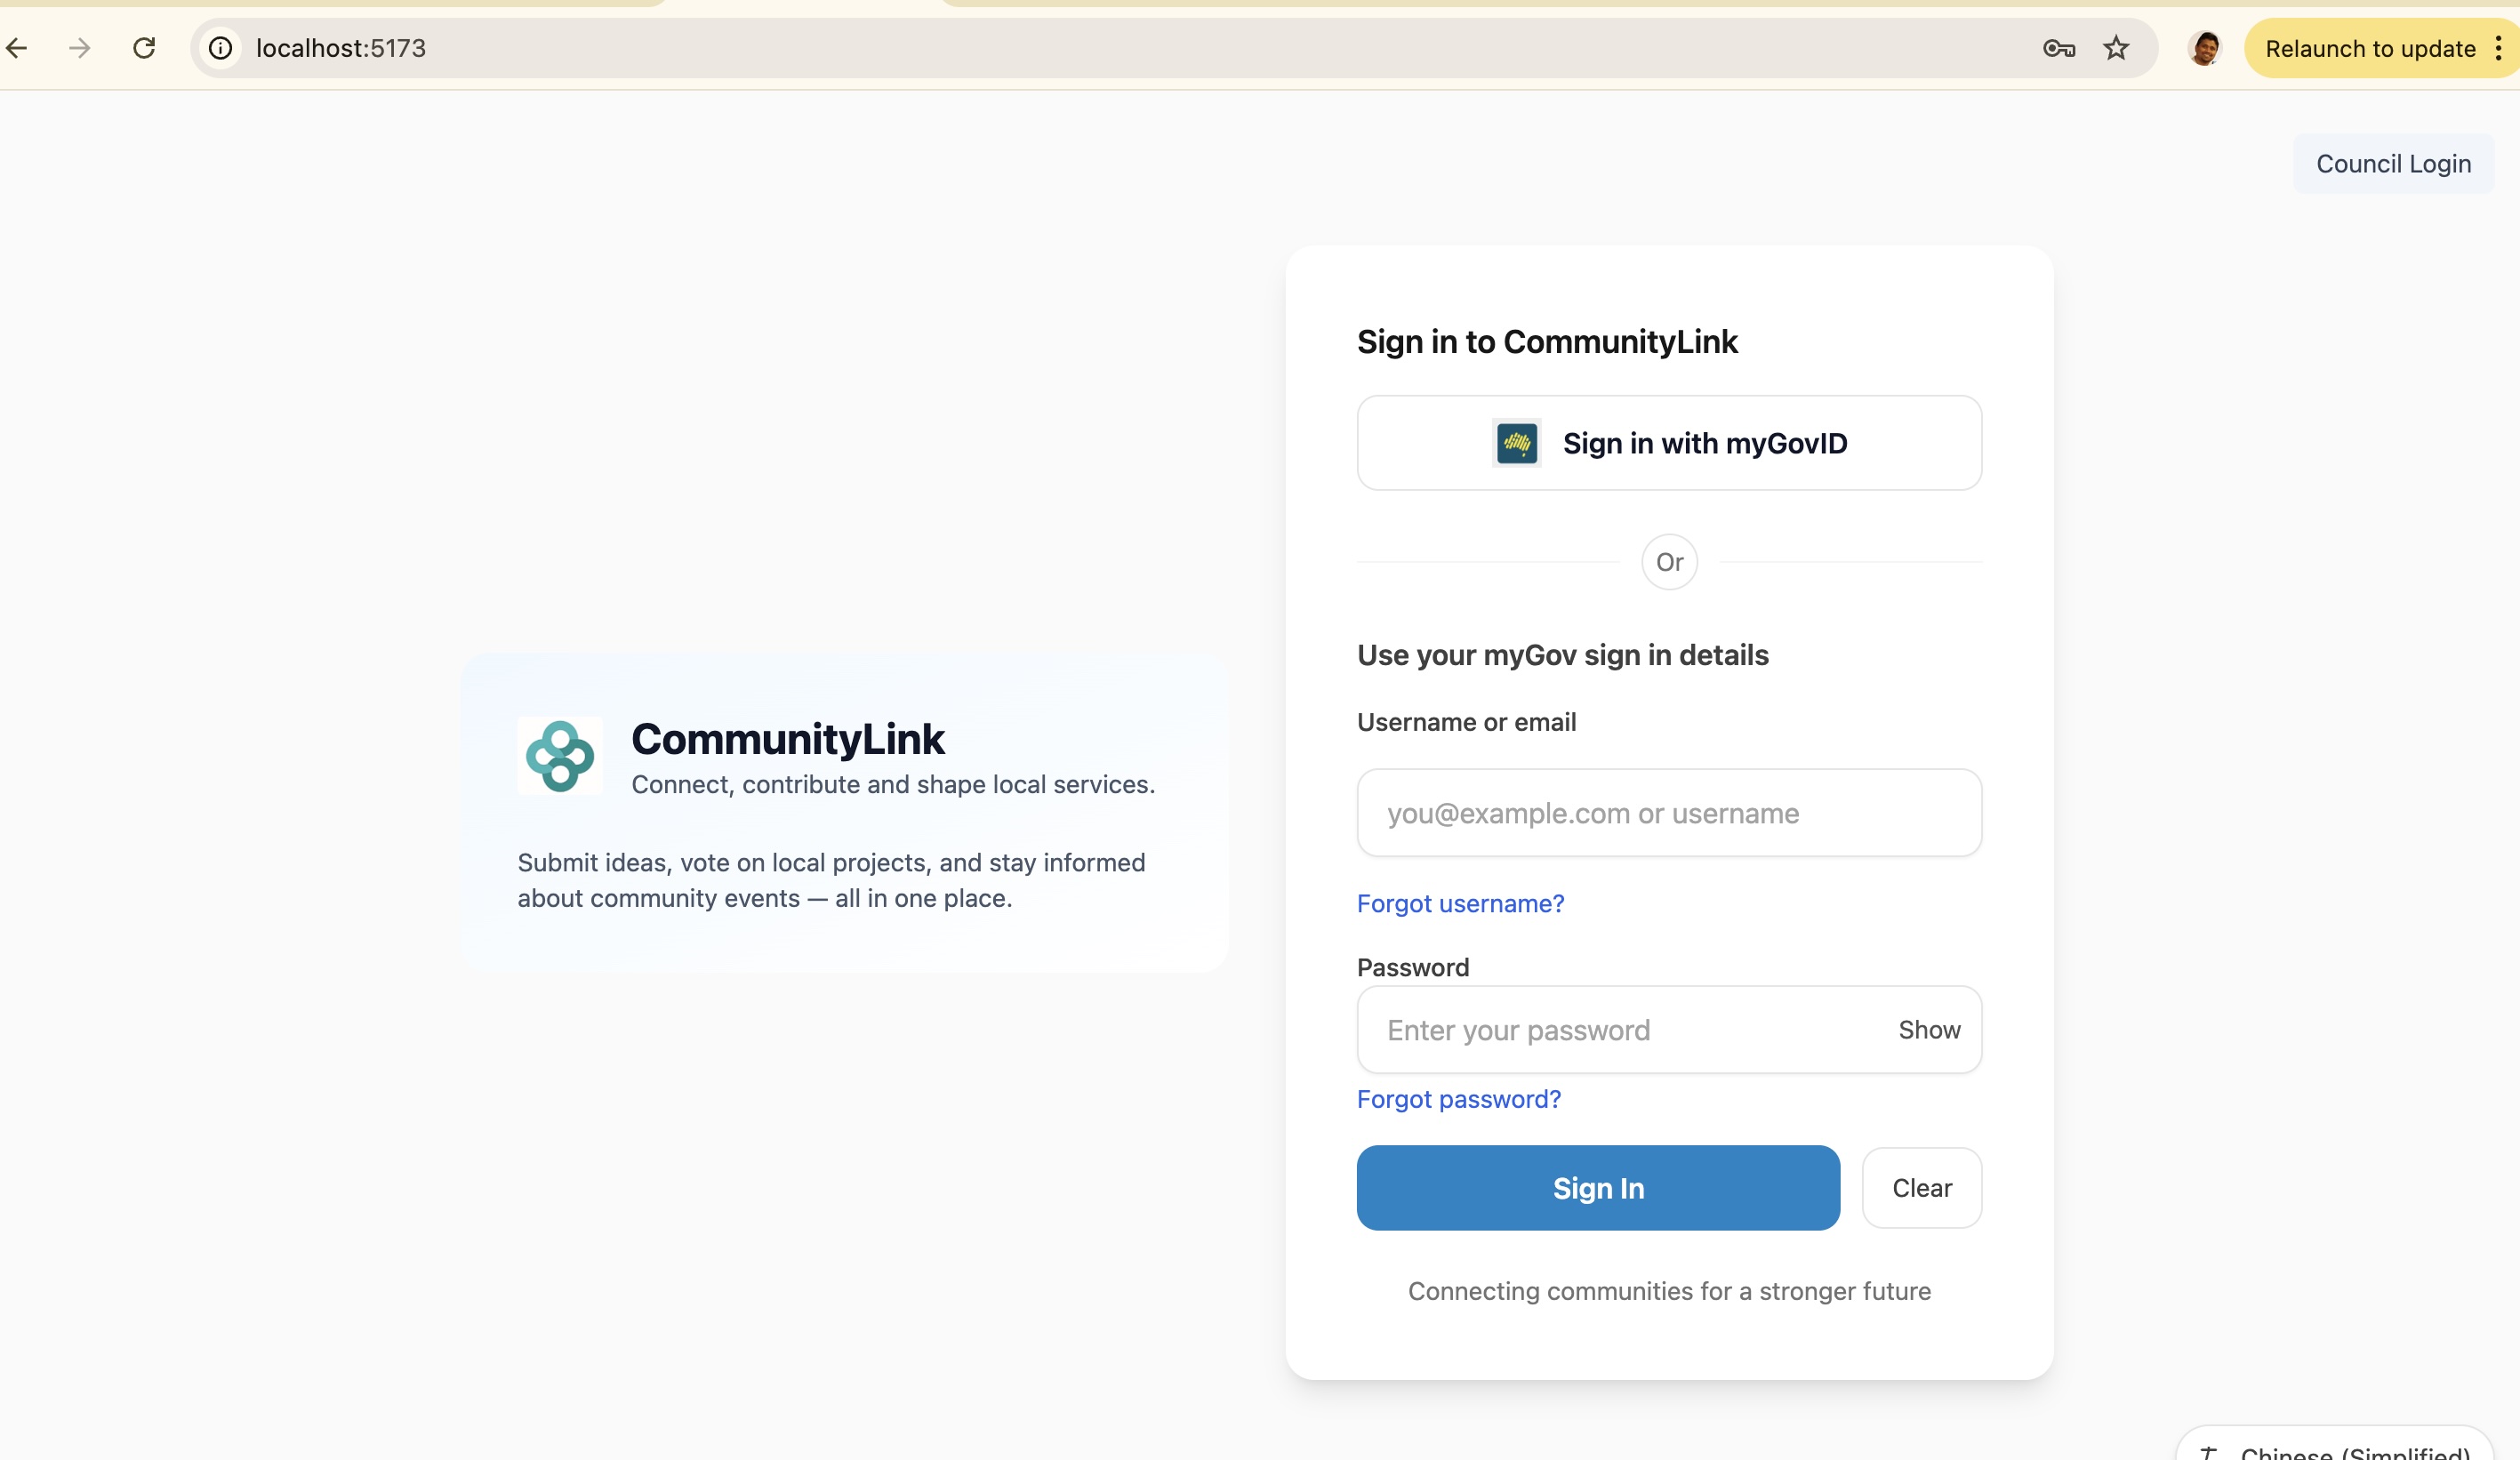 localhost:5173
Relaunch to update
Council Login
Sign in to CommunityLink
Sign in with myGovID
Or
Use your myGov sign in details
Username or email
you@example.com or username
Forgot username?
Password
Enter your password Show
Forgot password?
Sign In Clear
Connecting communities for a stronger future
CommunityLink
Connect, contribute and shape local services.
Submit ideas, vote on local projects, and stay informed
about community events — all in one place.
Chinese (Simplified)